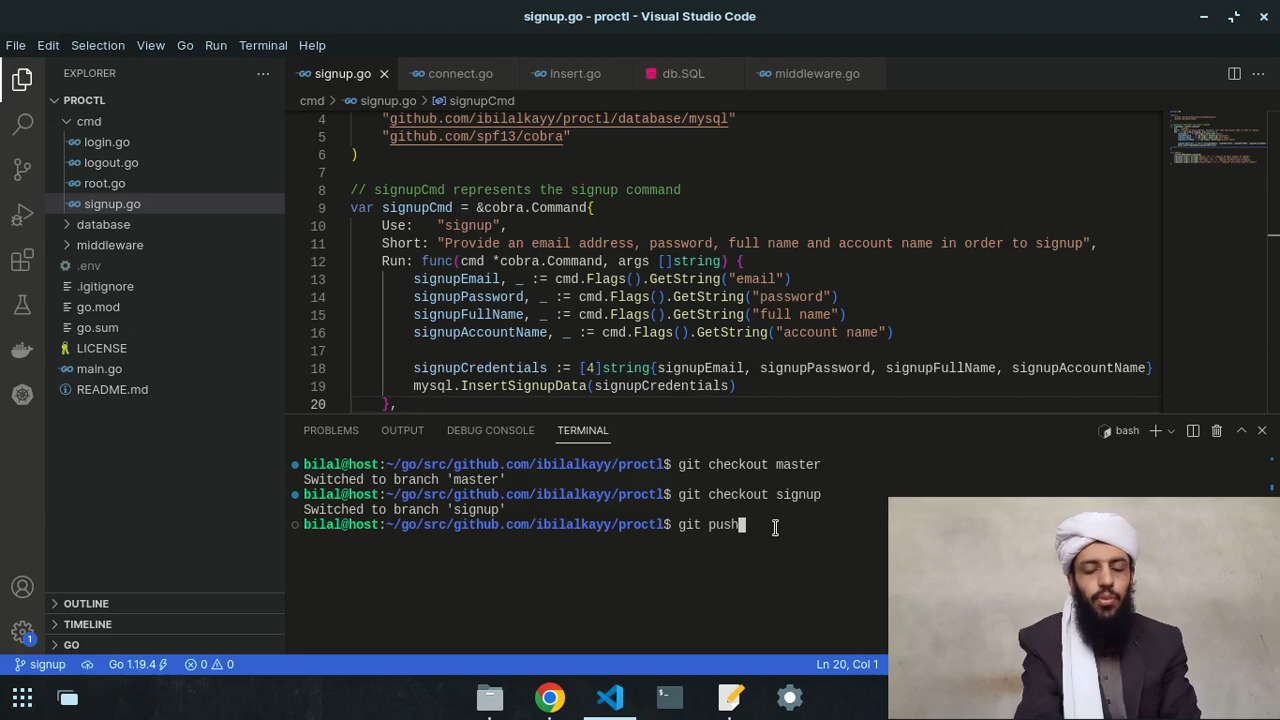 signup.go - proctl - Visual Studio Code
File Edit Selection View Go Run Terminal Help
EXPLORER
signup.go
connect.go
insert.go
db.SQL
middleware.go
PROCTL
cmd
login.go
logout.go
root.go
signup.go
database
middleware
.env
.gitignore
go.mod
go.sum
LICENSE
main.go
README.md
OUTLINE
TIMELINE
GO
cmd > signup.go > signupCmd
4 "github.com/ibilalkayy/proctl/database/mysql"
5 "github.com/spf13/cobra"
6 )
7
8 // signupCmd represents the signup command
9 var signupCmd = &cobra.Command{
10 Use: "signup",
11 Short: "Provide an email address, password, full name and account name in order to signup",
12 Run: func(cmd *cobra.Command, args []string) {
13 signupEmail, _ := cmd.Flags().GetString("email")
14 signupPassword, _ := cmd.Flags().GetString("password")
15 signupFullName, _ := cmd.Flags().GetString("full name")
16 signupAccountName, _ := cmd.Flags().GetString("account name")
17
18 signupCredentials := [4]string{signupEmail, signupPassword, signupFullName, signupAccountName}
19 mysql.InsertSignupData(signupCredentials)
20 },
PROBLEMS OUTPUT DEBUG CONSOLE TERMINAL
bash
bilal@host:~/go/src/github.com/ibilalkayy/proctl$ git checkout master
Switched to branch 'master'
bilal@host:~/go/src/github.com/ibilalkayy/proctl$ git checkout signup
Switched to branch 'signup'
bilal@host:~/go/src/github.com/ibilalkayy/proctl$ git push
1
signup Go 1.19.4 0 0 Ln 20, Col 1